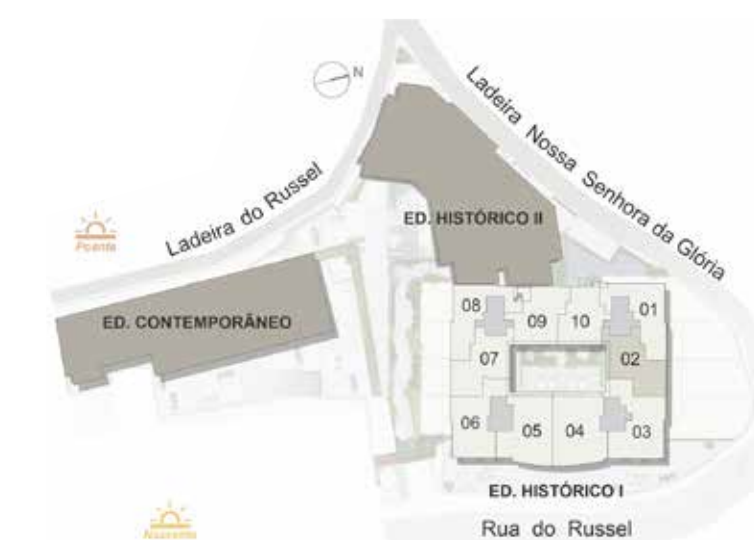 N
Ladeira Nossa Senhora da Glória
Ladeira do Russel
Poente
ED. HISTÓRICO II
ED. CONTEMPORÂNEO
08
09
10
01
07
02
06
05
04
03
ED. HISTÓRICO I
Rua do Russel
Nascente